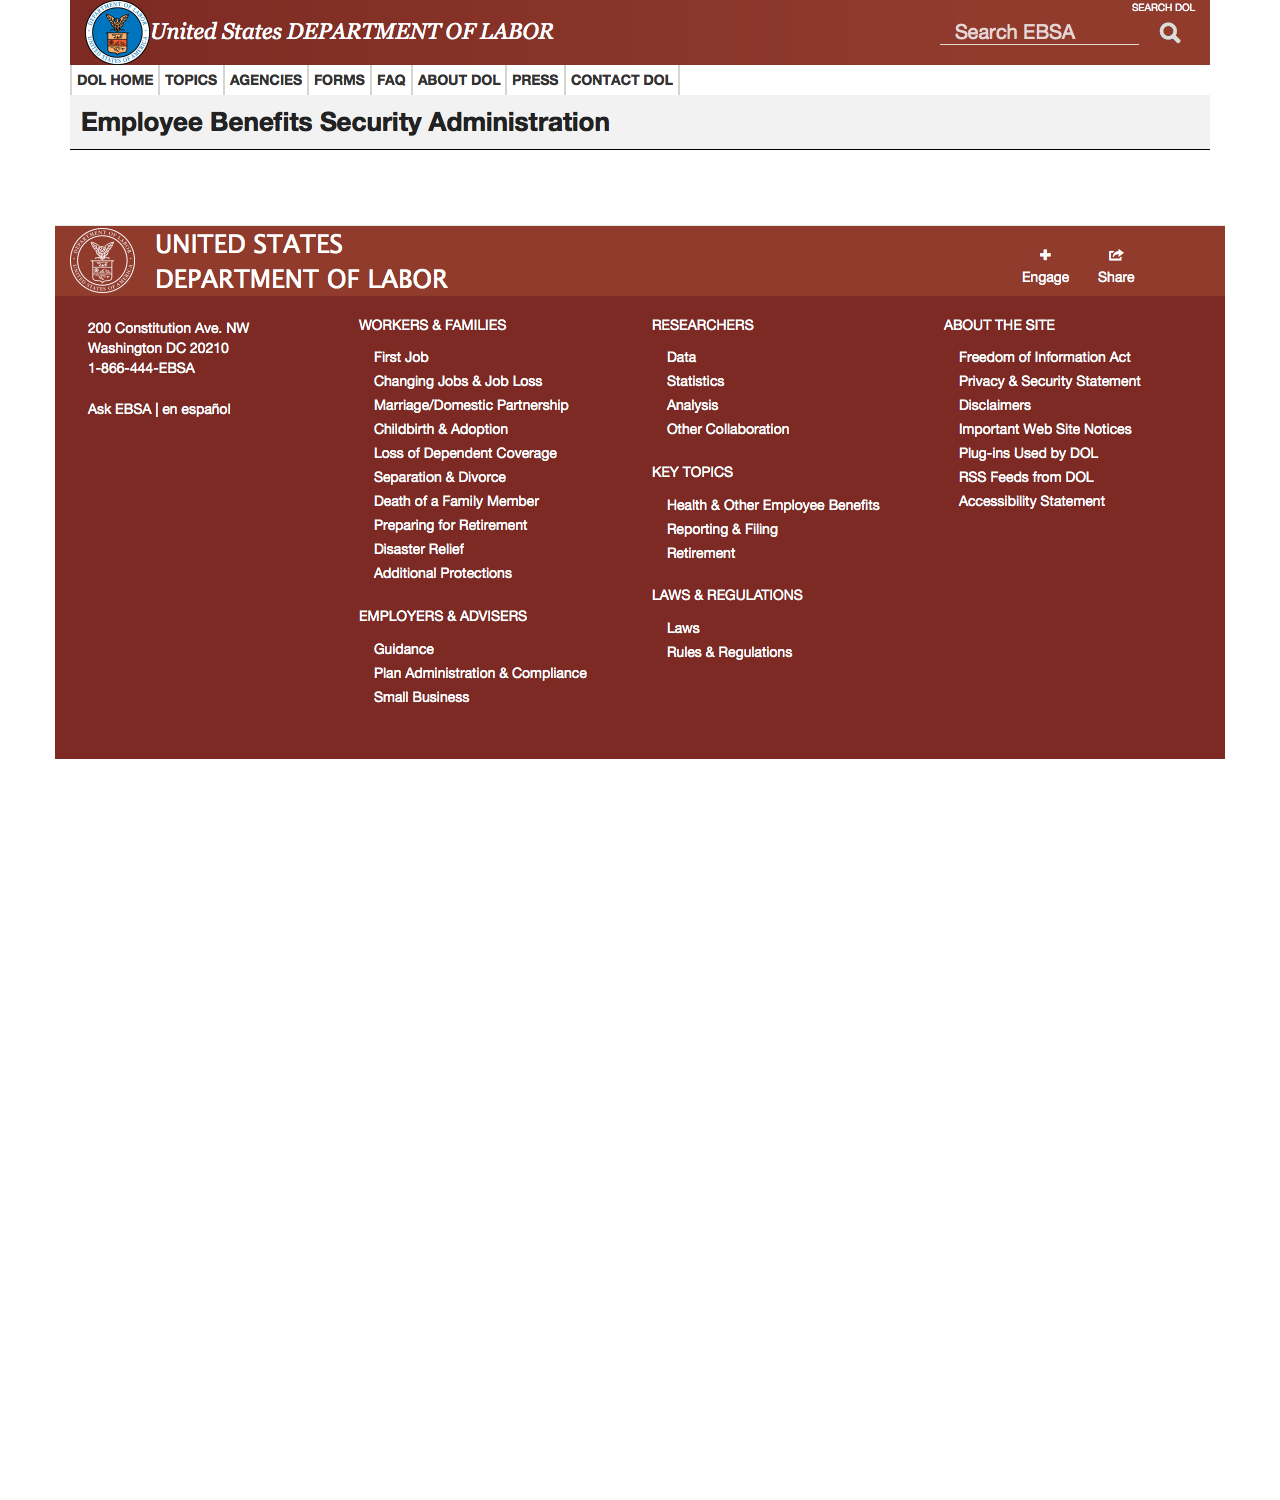 SEARCH DOL
United States DEPARTMENT OF LABOR
Search EBSA
DOL HOME TOPICS AGENCIES FORMS FAQ ABOUT DOL PRESS CONTACT DOL
Employee Benefits Security Administration
UNITED STATES
DEPARTMENT OF LABOR
Engage
Share
200 Constitution Ave. NW
Washington DC 20210
1-866-444-EBSA
Ask EBSA | en español
WORKERS & FAMILIES
First Job
Changing Jobs & Job Loss
Marriage/Domestic Partnership
Childbirth & Adoption
Loss of Dependent Coverage
Separation & Divorce
Death of a Family Member
Preparing for Retirement
Disaster Relief
Additional Protections
EMPLOYERS & ADVISERS
Guidance
Plan Administration & Compliance
Small Business
RESEARCHERS
Data
Statistics
Analysis
Other Collaboration
KEY TOPICS
Health & Other Employee Benefits
Reporting & Filing
Retirement
LAWS & REGULATIONS
Laws
Rules & Regulations
ABOUT THE SITE
Freedom of Information Act
Privacy & Security Statement
Disclaimers
Important Web Site Notices
Plug-ins Used by DOL
RSS Feeds from DOL
Accessibility Statement